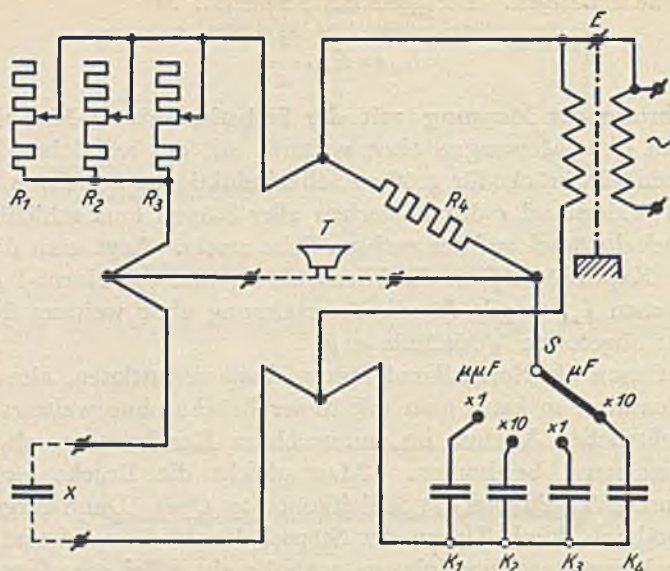 E
R₁ R₂ R₃
R₄
T
~
S
μμF μF
x1 x10 x1 x10
x
K₁ K₂ K₃ K₄